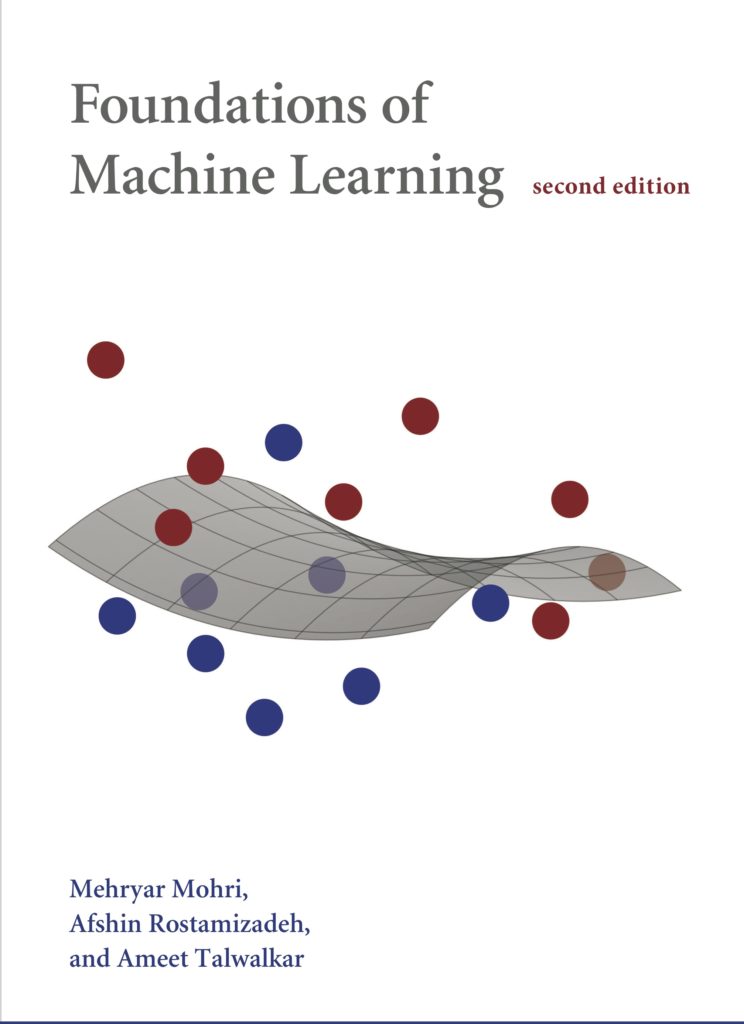 Foundations of
Machine Learning second edition
Mehryar Mohri,
Afshin Rostamizadeh,
and Ameet Talwalkar